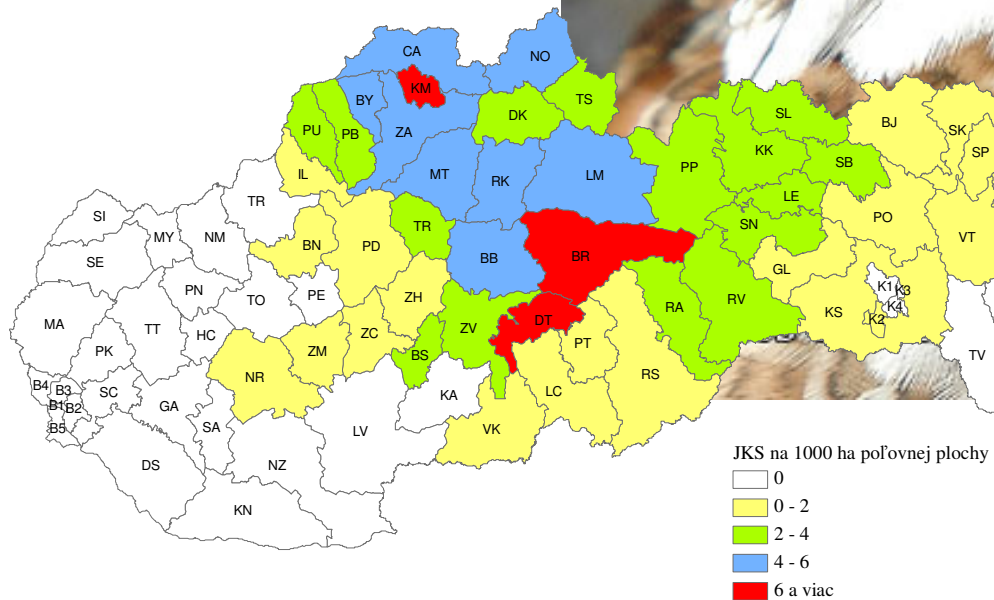 CA
NO
KM
BY
TS
DK
SL
BJ
PU
PB
ZA
SK
KK
SP
SB
IL
MT
RK
LM
PP
LE
TR
SI
PO
MY
NM
TR
SN
VT
BN
PD
BB
BR
SE
GL
PN
TO
PE
ZH
RA
RV
K1
K3
K4
KS
K2
MA
TT
HC
ZC
ZV
DT
PT
PK
ZM
BS
TV
NR
RS
B4
B3
SC
KA
LC
B1
B2
GA
B5
SA
LV
VK
DS
NZ
KN
JKS na 1000 ha poľovnej plochy
0
0 - 2
2 - 4
4 - 6
6 a viac